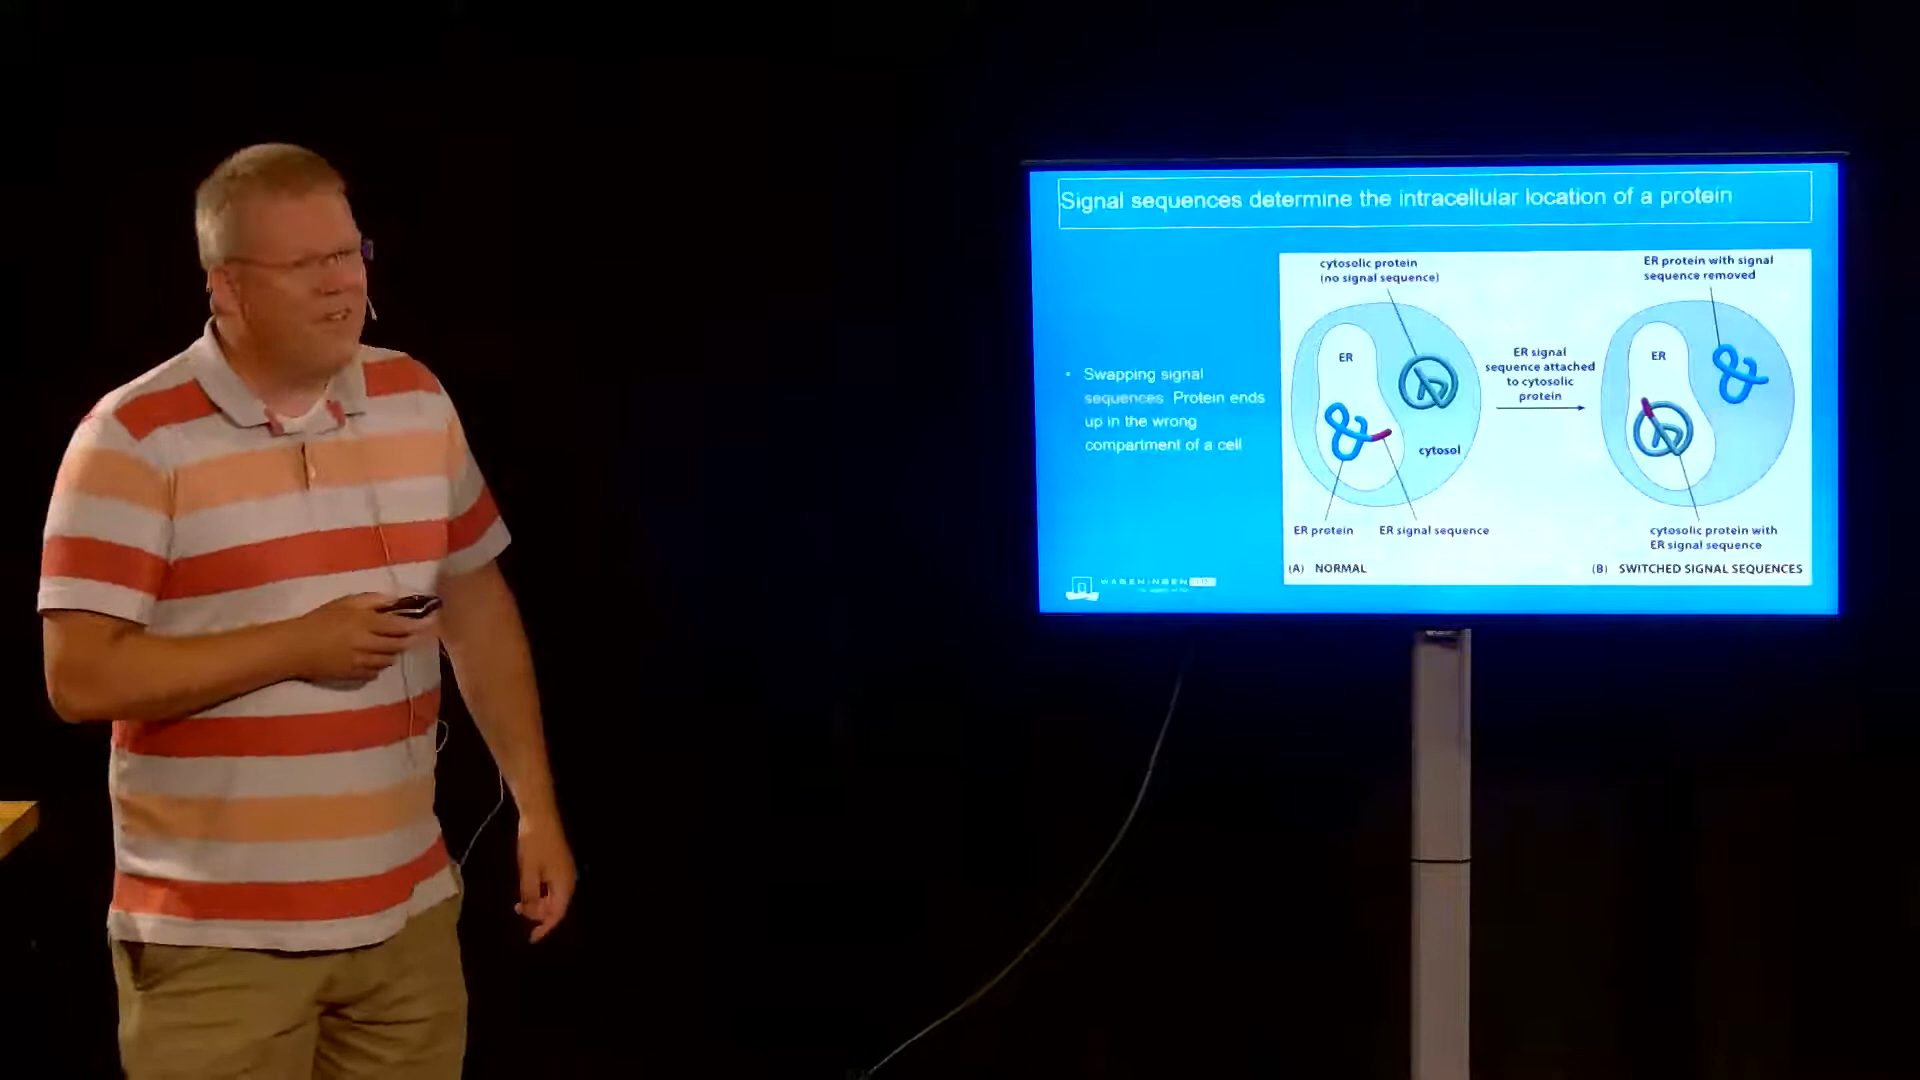 Signal sequences determine the intracellular location of a protein
• Swapping signal
sequences. Protein ends
up in the wrong
compartment of a cell
cytosolic protein
(no signal sequence)
ER
cytosol
ER protein
ER signal sequence
(A) NORMAL
ER signal
sequence attached
to cytosolic
protein
ER protein with signal
sequence removed
ER
cytosolic protein with
ER signal sequence
(B) SWITCHED SIGNAL SEQUENCES
WAGENINGEN